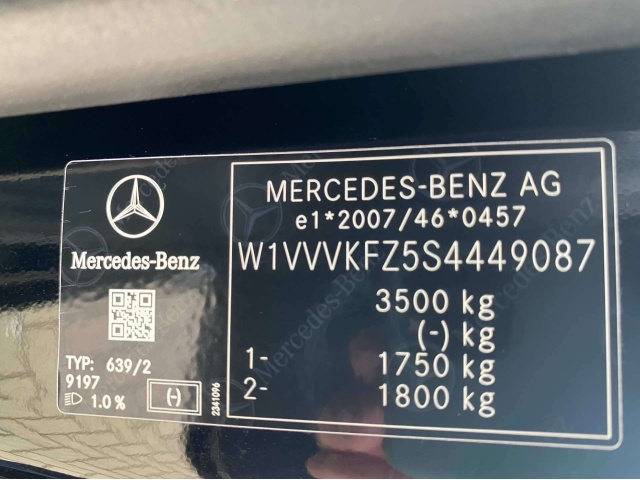 MERCEDES-BENZ AG
e1*2007/46*0457
W1VVVKFZ5S4449087
3500 kg
(-) kg
1- 1750 kg
2- 1800 kg
Mercedes-Benz
TYP: 639/2
9197
1.0 %
(-)
2341096